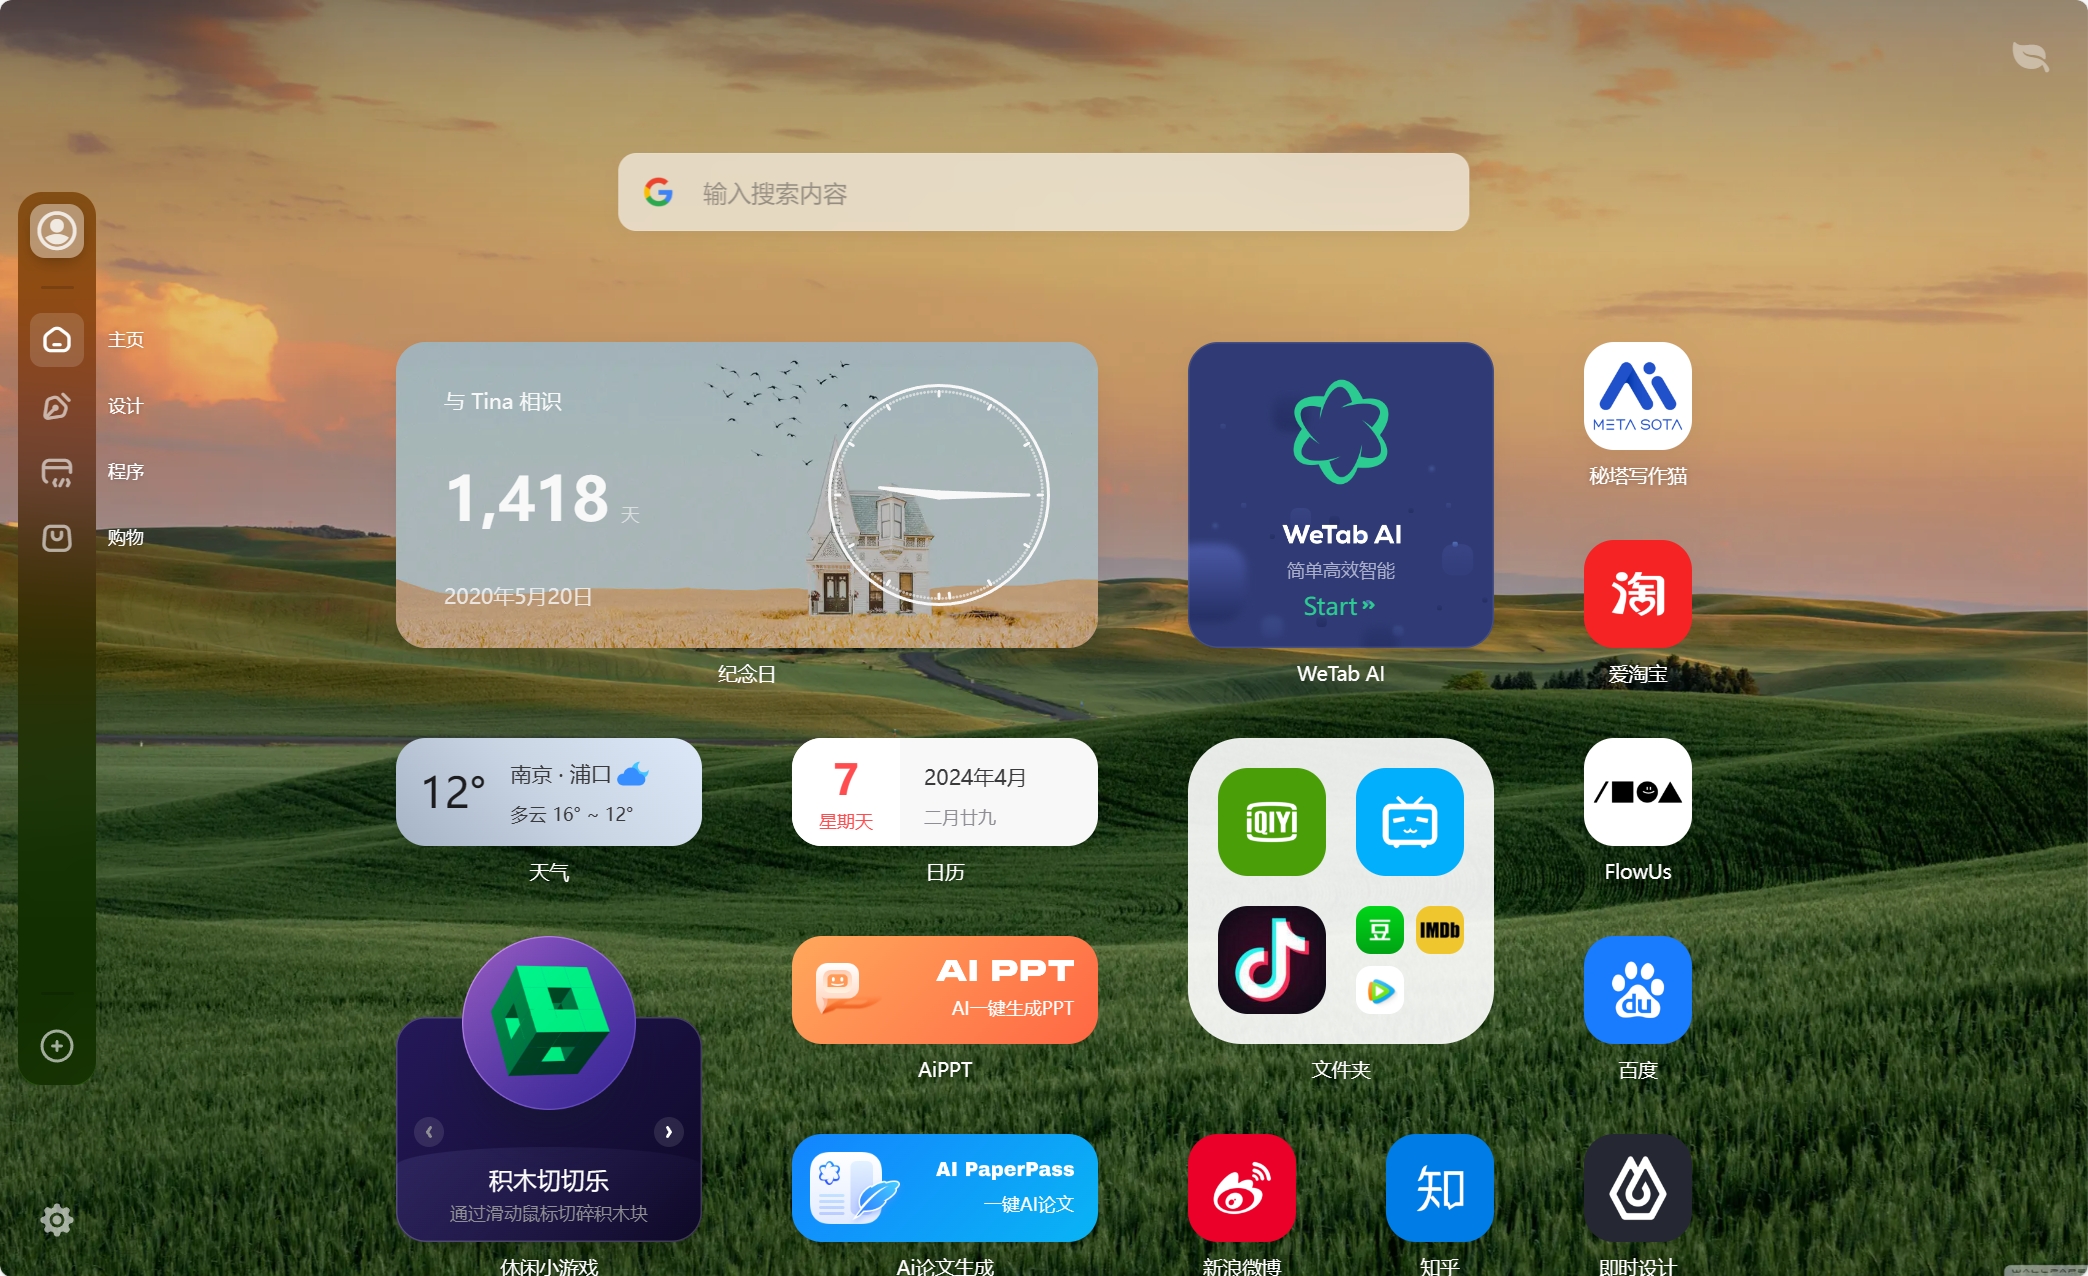 输入搜索内容
主页
设计
程序
购物
与 Tina 相识
1,418 天
2020年5月20日
纪念日
WeTab AI
简单高效智能
Start
WeTab AI
META SOTA
秘塔写作猫
淘
爱淘宝
12°
南京 · 浦口
多云 16° ~ 12°
天气
7
星期天
2024年4月
二月廿九
日历
iQIYI
豆
IMDb
文件夹
FlowUs
积木切切乐
通过滑动鼠标切碎积木块
休闲小游戏
AI PPT
AI一键生成PPT
AiPPT
du
百度
AI PaperPass
一键AI论文
Ai论文生成
新浪微博
知
知乎
即时设计